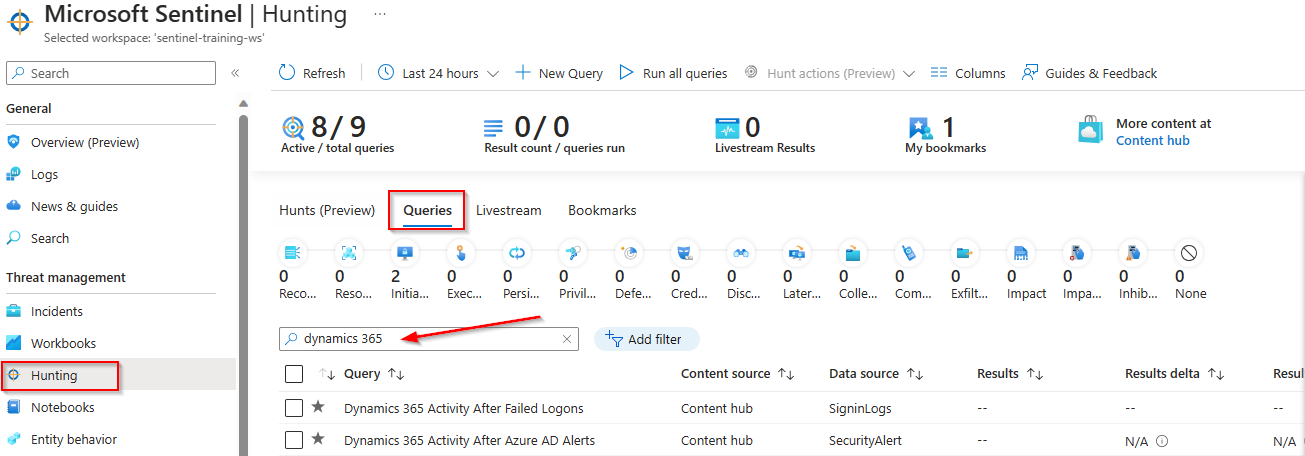 Microsoft Sentinel | Hunting ...
Selected workspace: 'sentinel-training-ws'
Search
«
General
Overview (Preview)
Logs
News & guides
Search
Threat management
Incidents
Workbooks
Hunting
Notebooks
Entity behavior
Refresh Last 24 hours New Query Run all queries Hunt actions (Preview) Columns Guides & Feedback
8 / 9
Active / total queries
0 / 0
Result count / queries run
0
Livestream Results
1
My bookmarks
More content at
Content hub
Hunts (Preview) Queries Livestream Bookmarks
0 0 2 0 0 0 0 0 0 0 0 0 0 0 0 0 0
Reco... Reso... Initia... Exec... Persi... Privil... Defe... Cred... Disc... Later... Colle... Com... Exfilt... Impact Impa... Inhib... None
dynamics 365 Add filter
Query Content source Data source Results Results delta Resul
Dynamics 365 Activity After Failed Logons Content hub SigninLogs -- -- --
Dynamics 365 Activity After Azure AD Alerts Content hub SecurityAlert -- N/A N/A